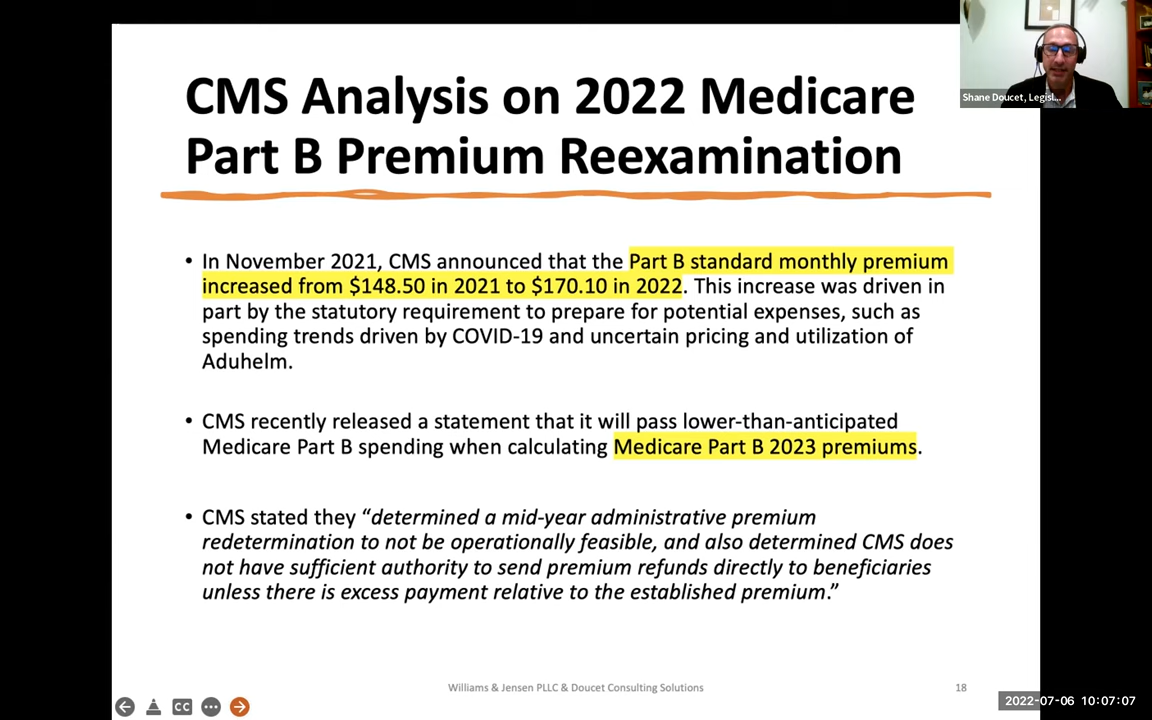 CMS Analysis on 2022 Medicare
Part B Premium Reexamination
Shane Doucet, Legisl...
• In November 2021, CMS announced that the Part B standard monthly premium
increased from $148.50 in 2021 to $170.10 in 2022. This increase was driven in
part by the statutory requirement to prepare for potential expenses, such as
spending trends driven by COVID-19 and uncertain pricing and utilization of
Aduhelm.
• CMS recently released a statement that it will pass lower-than-anticipated
Medicare Part B spending when calculating Medicare Part B 2023 premiums.
• CMS stated they “determined a mid-year administrative premium
redetermination to not be operationally feasible, and also determined CMS does
not have sufficient authority to send premium refunds directly to beneficiaries
unless there is excess payment relative to the established premium.”
Williams & Jensen PLLC & Doucet Consulting Solutions
18
CC
2022-07-06 10:07:07